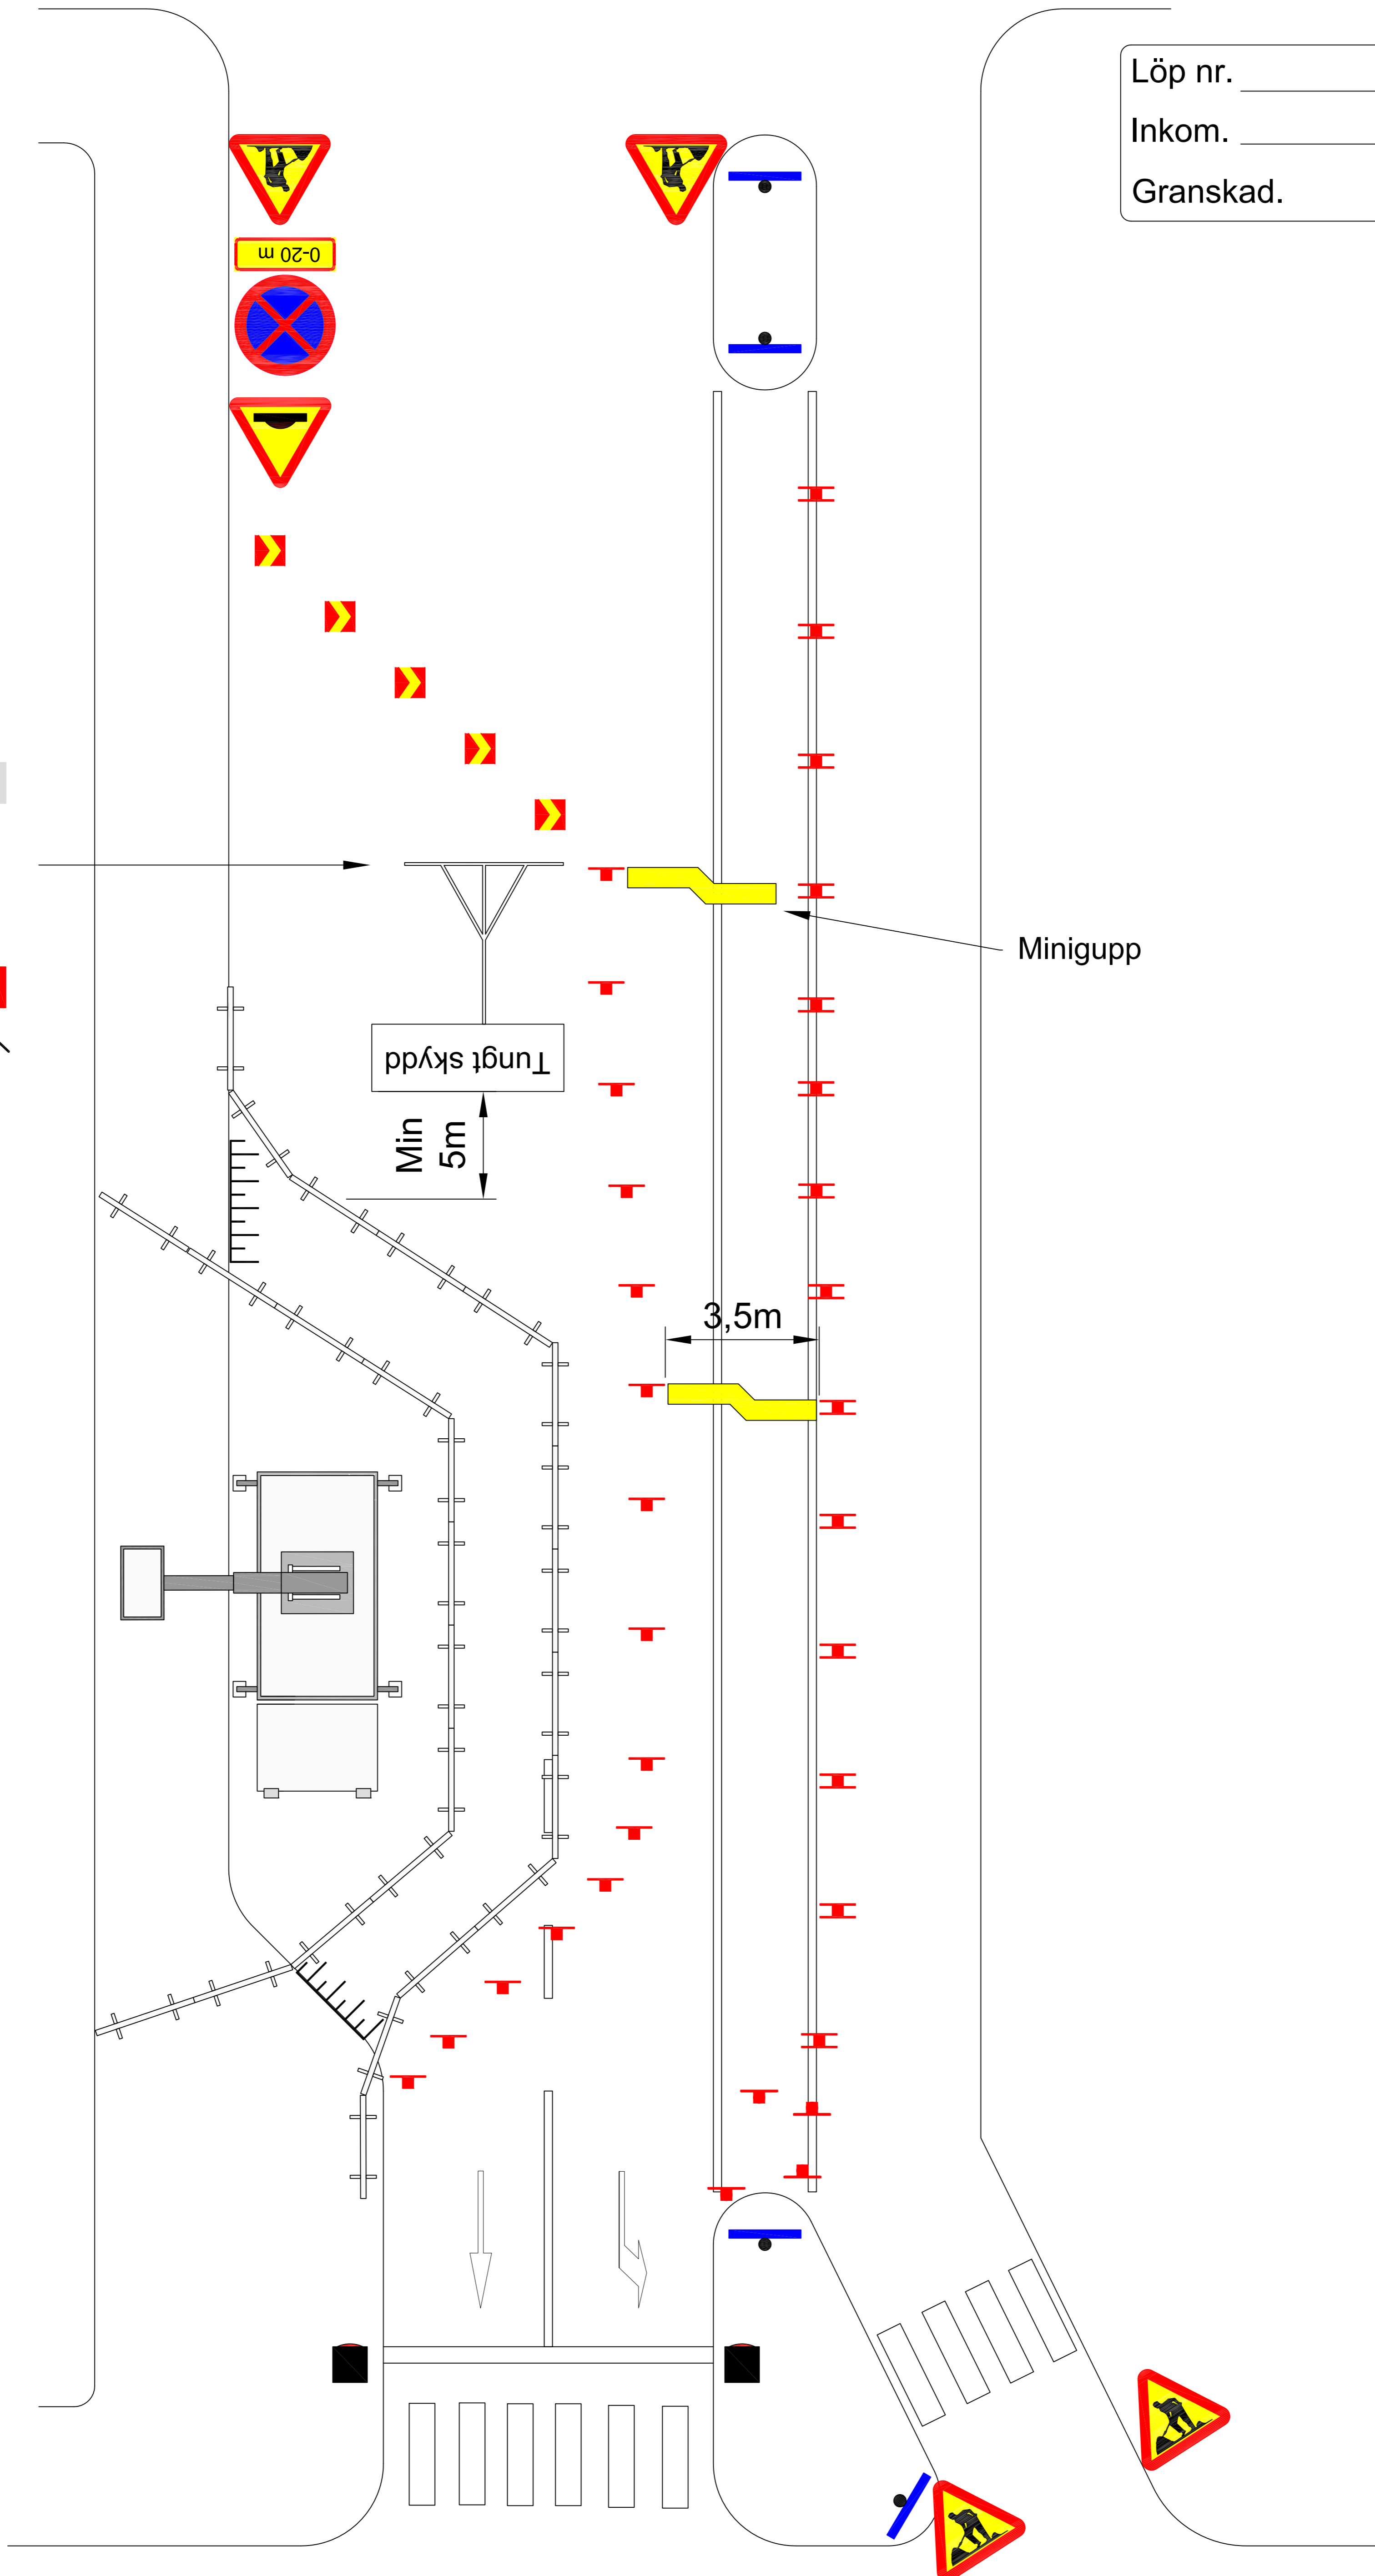 Löp nr.
Inkom.
Granskad.
0-20 m
Minigupp
Tungt skydd
Min
5m
3,5m